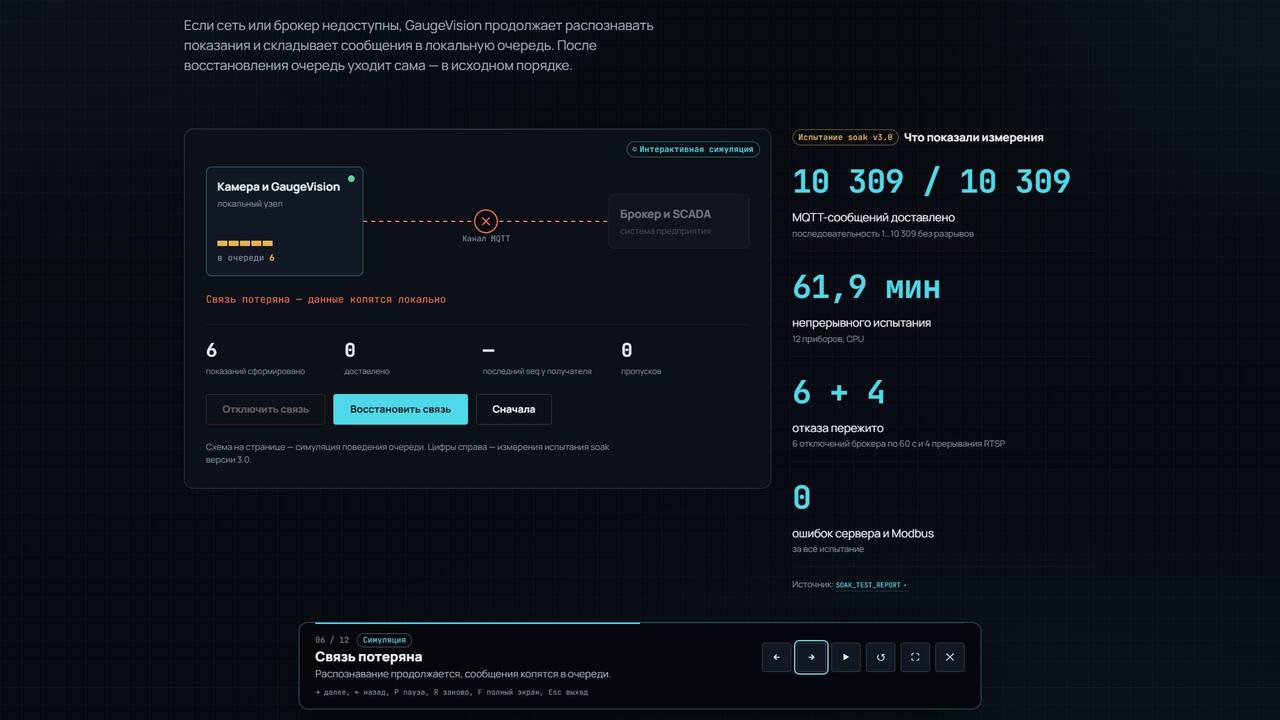 Если сеть или брокер недоступны, GaugeVision продолжает распознавать
показания и складывает сообщения в локальную очередь. После
восстановления очередь уходит сама — в исходном порядке.
Интерактивная симуляция
Камера и GaugeVision
локальный узел
в очереди 6
Канал MQTT
Брокер и SCADA
система предприятия
Связь потеряна — данные копятся локально
6
показаний сформировано
0
доставлено
—
последний seq у получателя
0
пропусков
Отключить связь
Восстановить связь
Сначала
Схема на странице — симуляция поведения очереди. Цифры справа — измерения испытания soak
версии 3.0.
Испытание soak v3.0 Что показали измерения
10 309 / 10 309
MQTT-сообщений доставлено
последовательность 1…10 309 без разрывов
61,9 мин
непрерывного испытания
12 приборов, CPU
6 + 4
отказа пережито
6 отключений брокера по 60 с и 4 прерывания RTSP
0
ошибок сервера и Modbus
за всё испытание
Источник: SOAK_TEST_REPORT
06 / 12 Симуляция
Связь потеряна
Распознавание продолжается, сообщения копятся в очереди.
→ далее, ← назад, P пауза, R заново, F полный экран, Esc выход